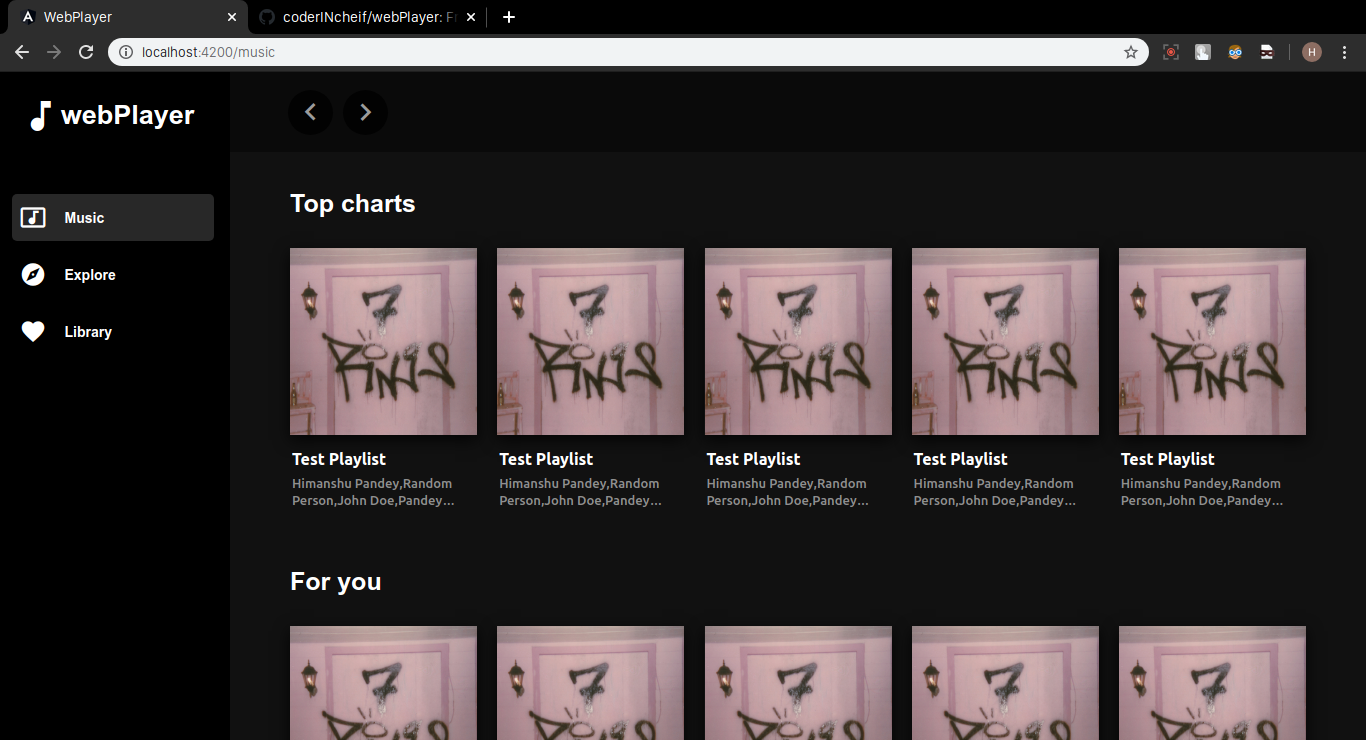 WebPlayer
coderINcheif/webPlayer: F
localhost:4200/music
H
webPlayer
Music
Explore
Library
Top charts
7
RINGS
7
RINGS
7
RINGS
7
RINGS
7
RINGS
Test Playlist
Himanshu Pandey,Random
Person,John Doe,Pandey...
Test Playlist
Himanshu Pandey,Random
Person,John Doe,Pandey...
Test Playlist
Himanshu Pandey,Random
Person,John Doe,Pandey...
Test Playlist
Himanshu Pandey,Random
Person,John Doe,Pandey...
Test Playlist
Himanshu Pandey,Random
Person,John Doe,Pandey...
For you
7
7
7
7
7